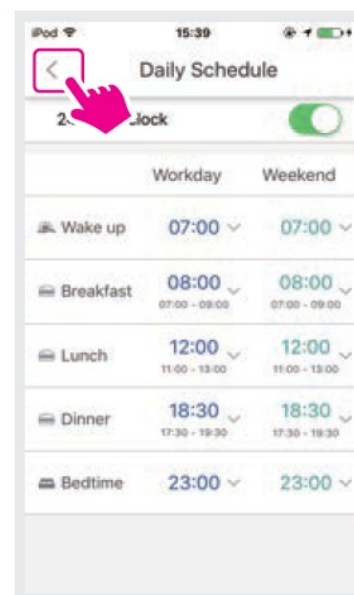 iPod 15:39
Daily Schedule
2 lock
Workday Weekend
Wake up 07:00 07:00
Breakfast 08:00 08:00
07:00 - 09:00 07:00 - 09:00
Lunch 12:00 12:00
11:00 - 13:00 11:00 - 13:00
Dinner 18:30 18:30
17:30 - 19:30 17:30 - 19:30
Bedtime 23:00 23:00